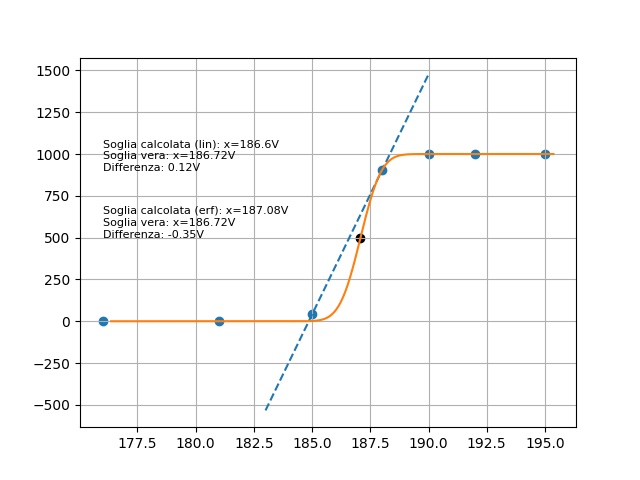 1500
1250
1000
750
500
250
0
−250
−500
Soglia calcolata (lin): x=186.6V
Soglia vera: x=186.72V
Differenza: 0.12V
Soglia calcolata (erf): x=187.08V
Soglia vera: x=186.72V
Differenza: -0.35V
177.5 180.0 182.5 185.0 187.5 190.0 192.5 195.0